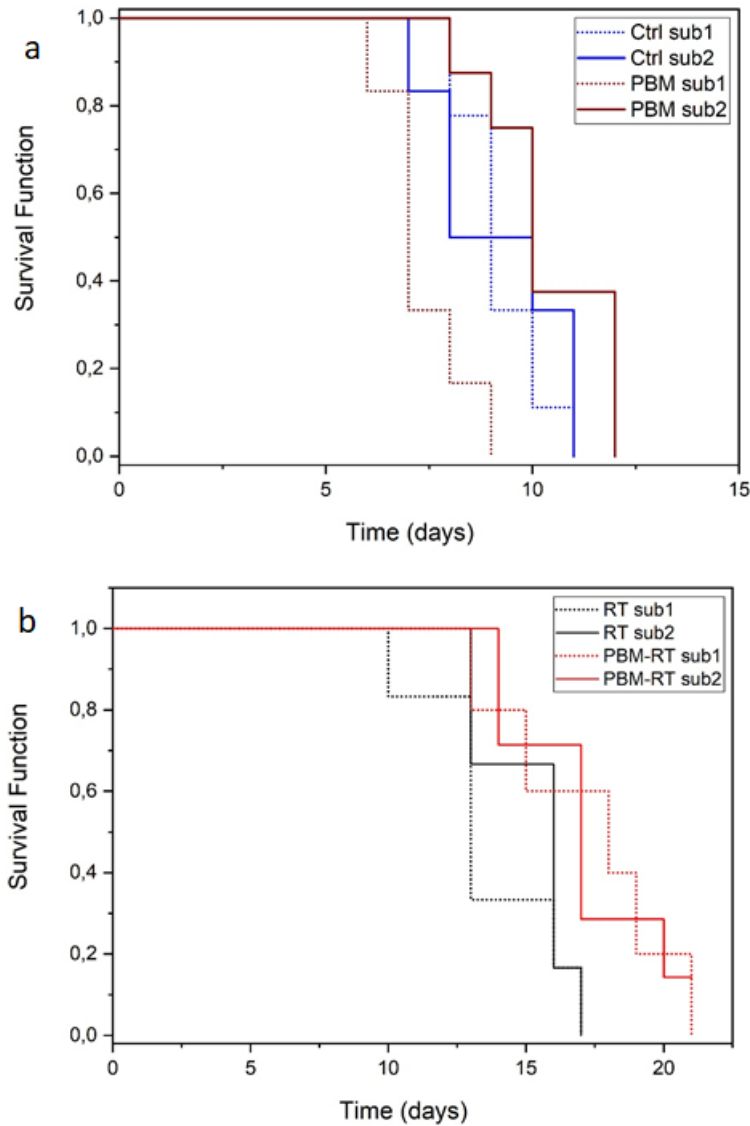 a
Ctrl sub1
Ctrl sub2
PBM sub1
PBM sub2
1,0
0,8
0,6
0,4
0,2
0,0
Survival Function
0 5 10 15
Time (days)
b
RT sub1
RT sub2
PBM-RT sub1
PBM-RT sub2
1,0
0,8
0,6
0,4
0,2
0,0
Survival Function
0 5 10 15 20
Time (days)